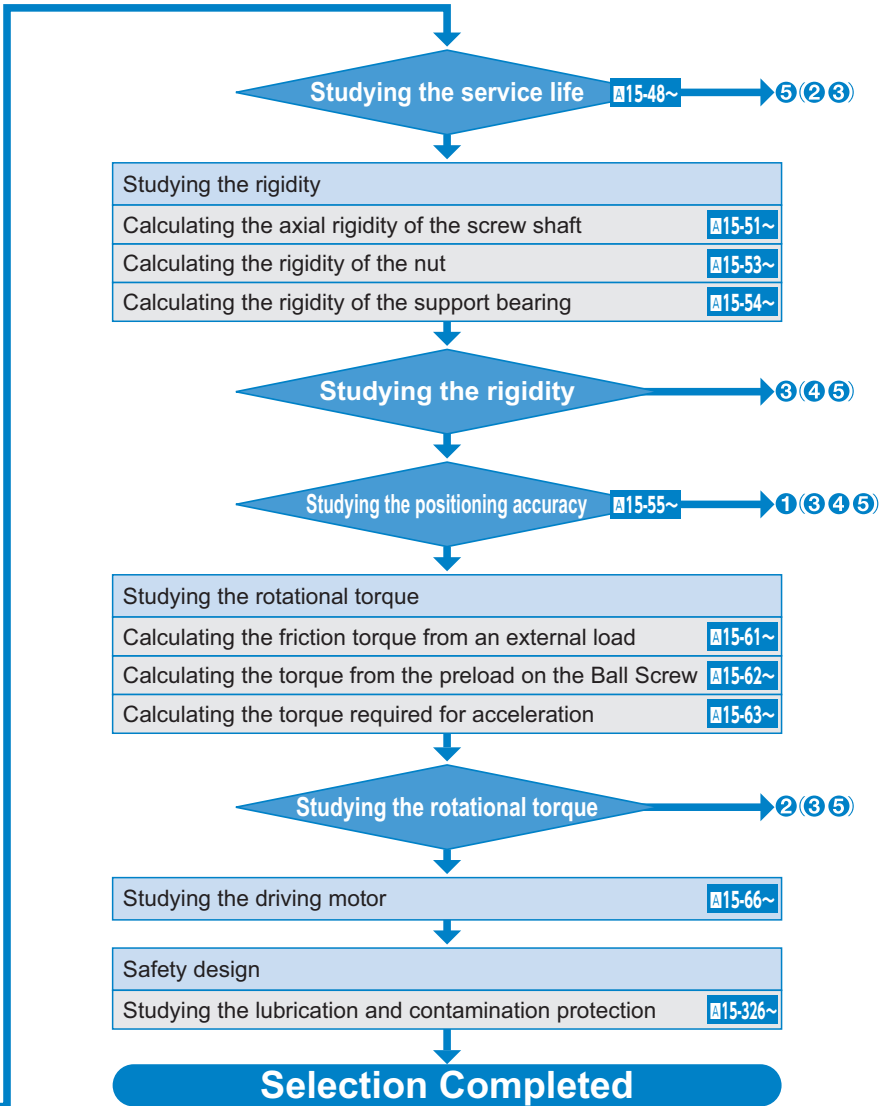 Studying the service life A15-48~ ❺(❷❸)
Studying the rigidity
Calculating the axial rigidity of the screw shaft A15-51~
Calculating the rigidity of the nut A15-53~
Calculating the rigidity of the support bearing A15-54~
Studying the rigidity ❸(❹❺)
Studying the positioning accuracy A15-55~ ❶(❸❹❺)
Studying the rotational torque
Calculating the friction torque from an external load A15-61~
Calculating the torque from the preload on the Ball Screw A15-62~
Calculating the torque required for acceleration A15-63~
Studying the rotational torque ❷(❸❺)
Studying the driving motor A15-66~
Safety design
Studying the lubrication and contamination protection A15-326~
Selection Completed